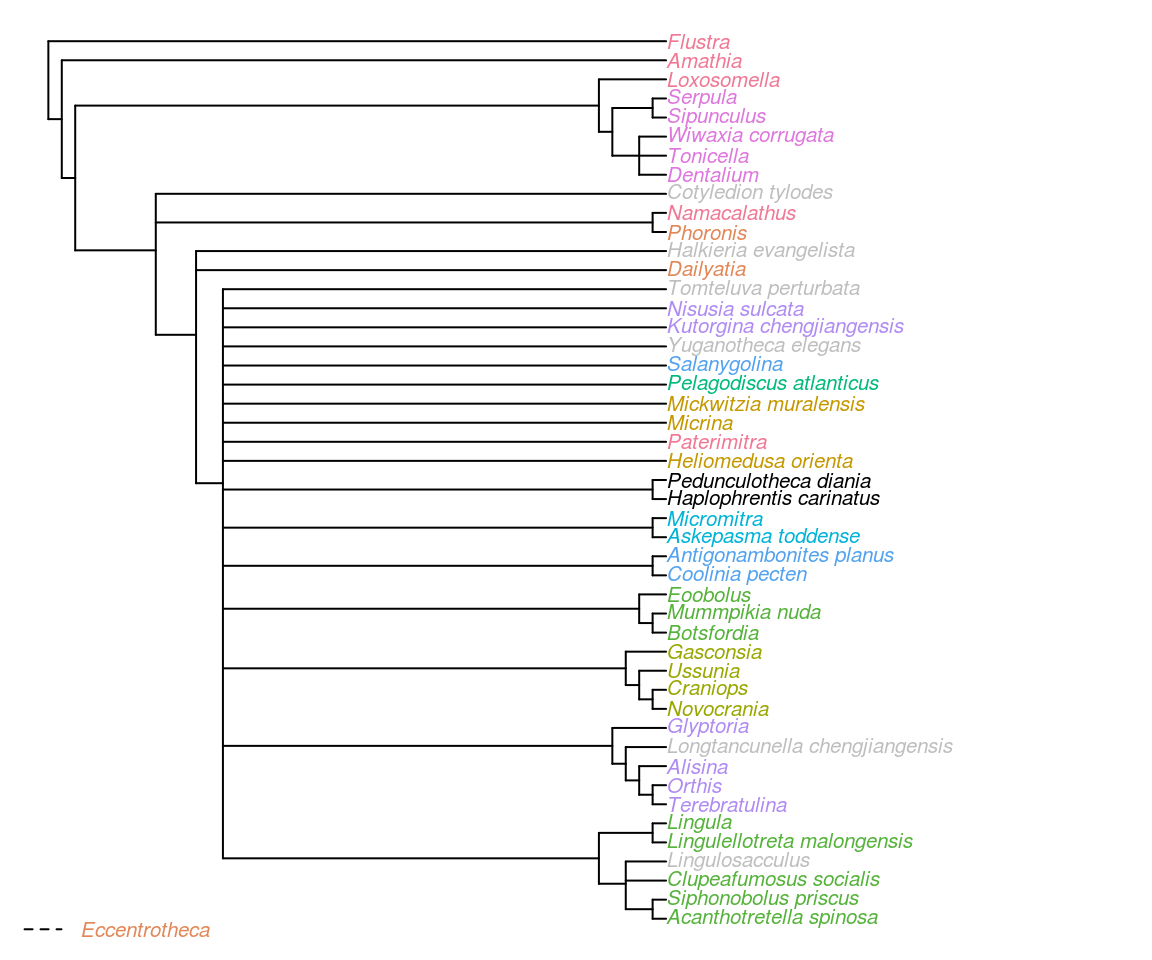 Flustra
Amathia
Loxosomella
Serpula
Sipunculus
Wiwaxia corrugata
Tonicella
Dentalium
Cotyledion tylodes
Namacalathus
Phoronis
Halkieria evangelista
Dailyatia
Tomteluva perturbata
Nisusia sulcata
Kutorgina chengjiangensis
Yuganotheca elegans
Salanygolina
Pelagodiscus atlanticus
Mickwitzia muralensis
Micrina
Paterimitra
Heliomedusa orienta
Pedunculotheca diania
Haplophrentis carinatus
Micromitra
Askepasma toddense
Antigonambonites planus
Coolinia pecten
Eoobolus
Mummpikia nuda
Botsfordia
Gasconsia
Ussunia
Craniops
Novocrania
Glyptoria
Longtancunella chengjiangensis
Alisina
Orthis
Terebratulina
Lingula
Lingulellotreta malongensis
Lingulosacculus
Clupeafumosus socialis
Siphonobolus priscus
Acanthotretella spinosa
Eccentrotheca